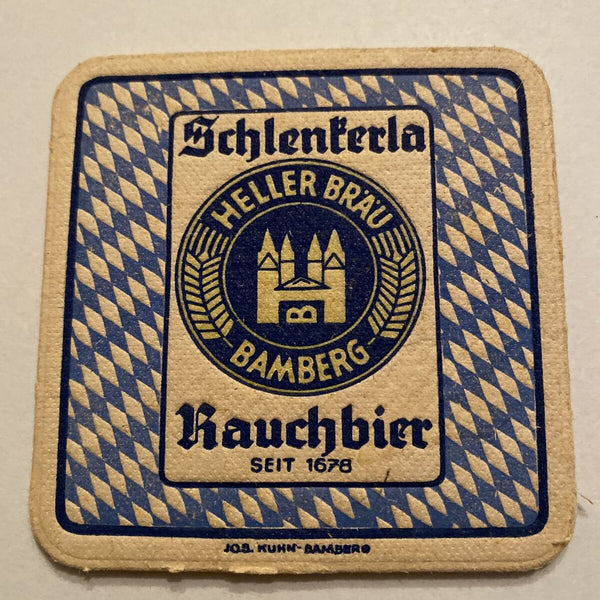 Schlenkerla
HELLER BRÄU
B
BAMBERG
Rauchbier
SEIT 1678
JOS. KUHN-BAMBERG